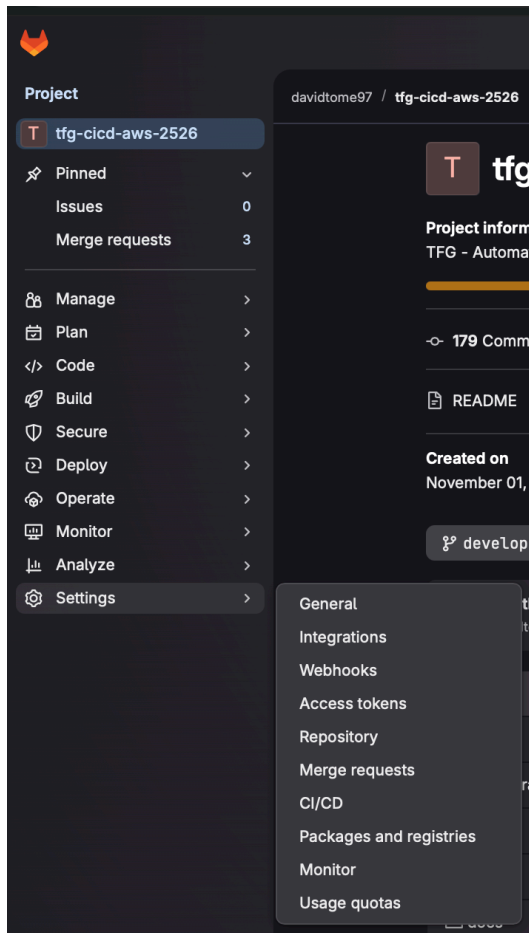 Project
T tfg-cicd-aws-2526
Pinned
Issues 0
Merge requests 3
Manage
Plan
Code
Build
Secure
Deploy
Operate
Monitor
Analyze
Settings
davidtome97 / tfg-cicd-aws-2526
T tfg
Project inform
TFG - Automa
179 Comm
README
Created on
November 01,
develop
General
Integrations
Webhooks
Access tokens
Repository
Merge requests
CI/CD
Packages and registries
Monitor
Usage quotas